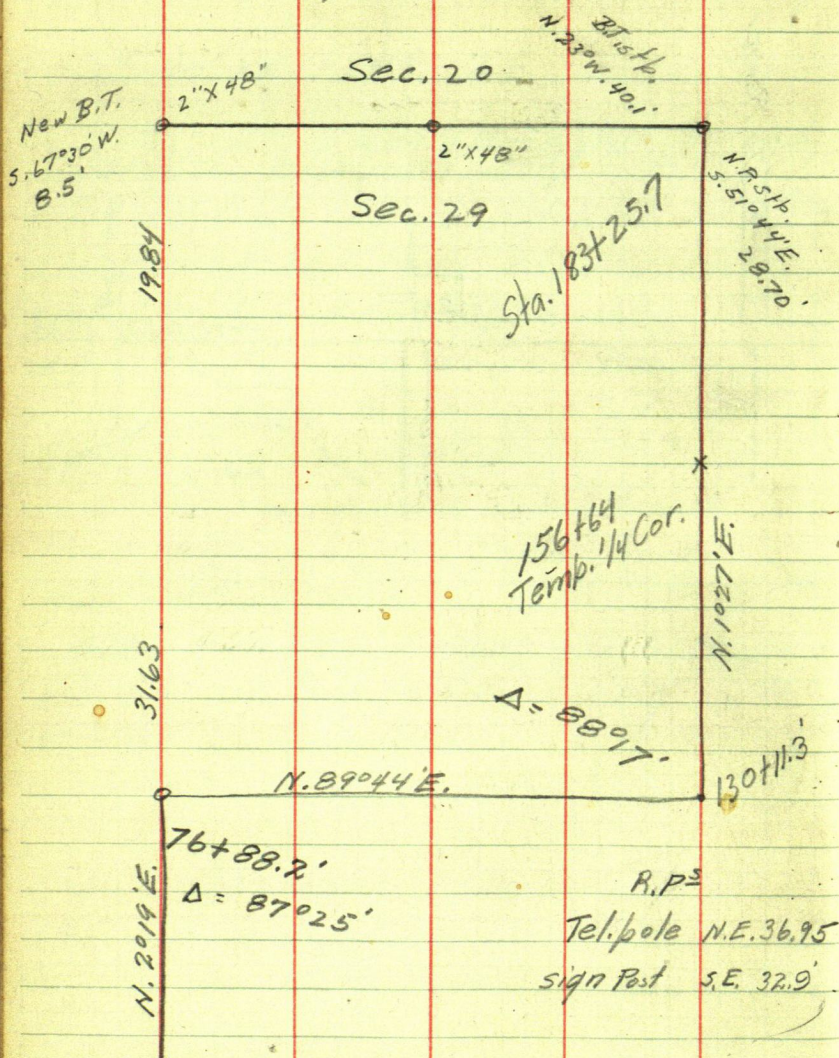 B.T. is stp.
N. 23° W. 40.1'
Sec. 20
2" X 48"
New B.T.
S. 67°30' W.
8.5'
2" X 48"
N.P. stp.
S. 51°44' E.
28.70'
Sec. 29
Sta. 183+25.7
19.84
156+64
Temp. 1/4 Cor.
N. 1°27' E.
31.63
Δ = 88°17'
N. 89°44' E.
130+11.3'
76+88.2'
Δ = 87°25'
N. 2°19' E.
R.Ps
Tel. pole N.E. 36.95
sign Post S.E. 32.9'